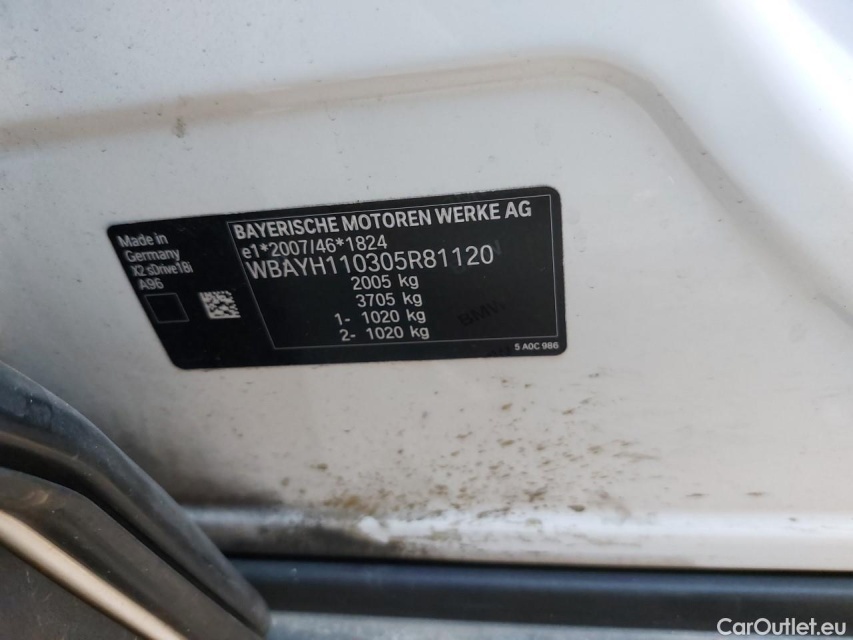 BAYERISCHE MOTOREN WERKE AG
e1*2007/46*1824
WBAYH110305R81120
2005 kg
3705 kg
1- 1020 kg
2- 1020 kg
Made in
Germany
X2 sDrive18i
A96
5 A0C 986
BMW
CarOutlet.eu